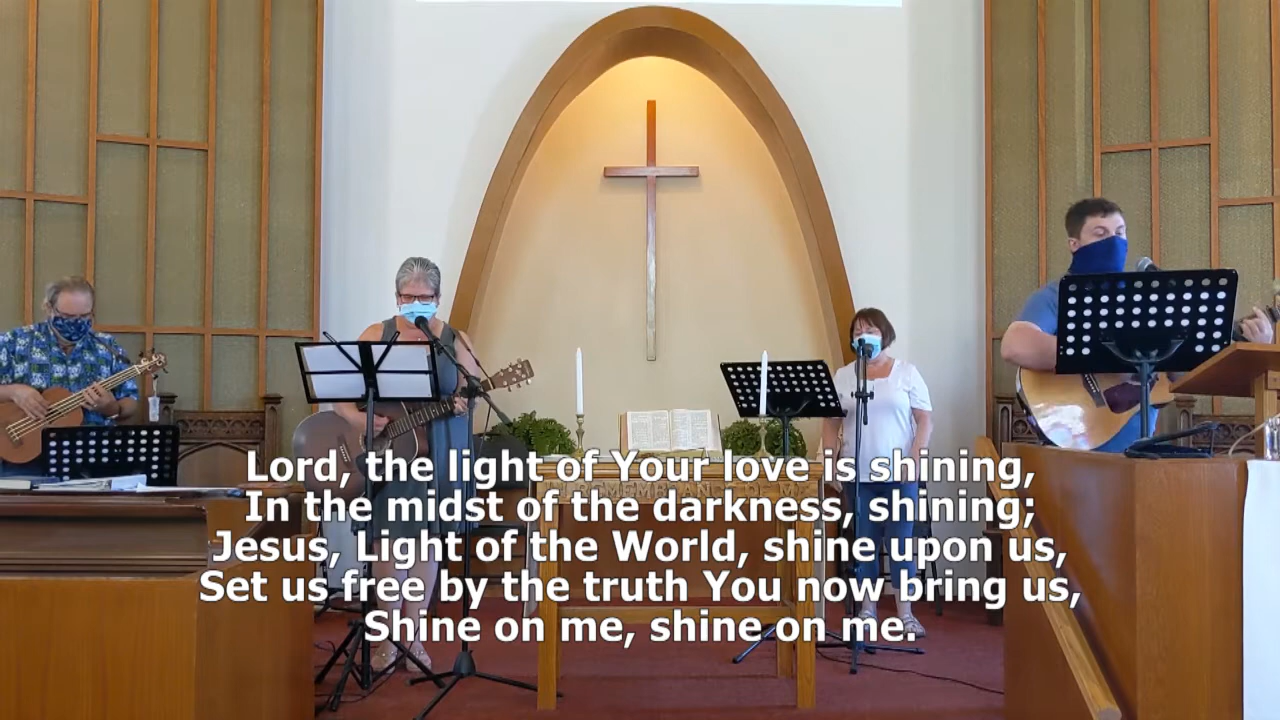 Lord, the light of Your love is shining,
In the midst of the darkness, shining;
Jesus, Light of the World, shine upon us,
Set us free by the truth You now bring us,
Shine on me, shine on me.